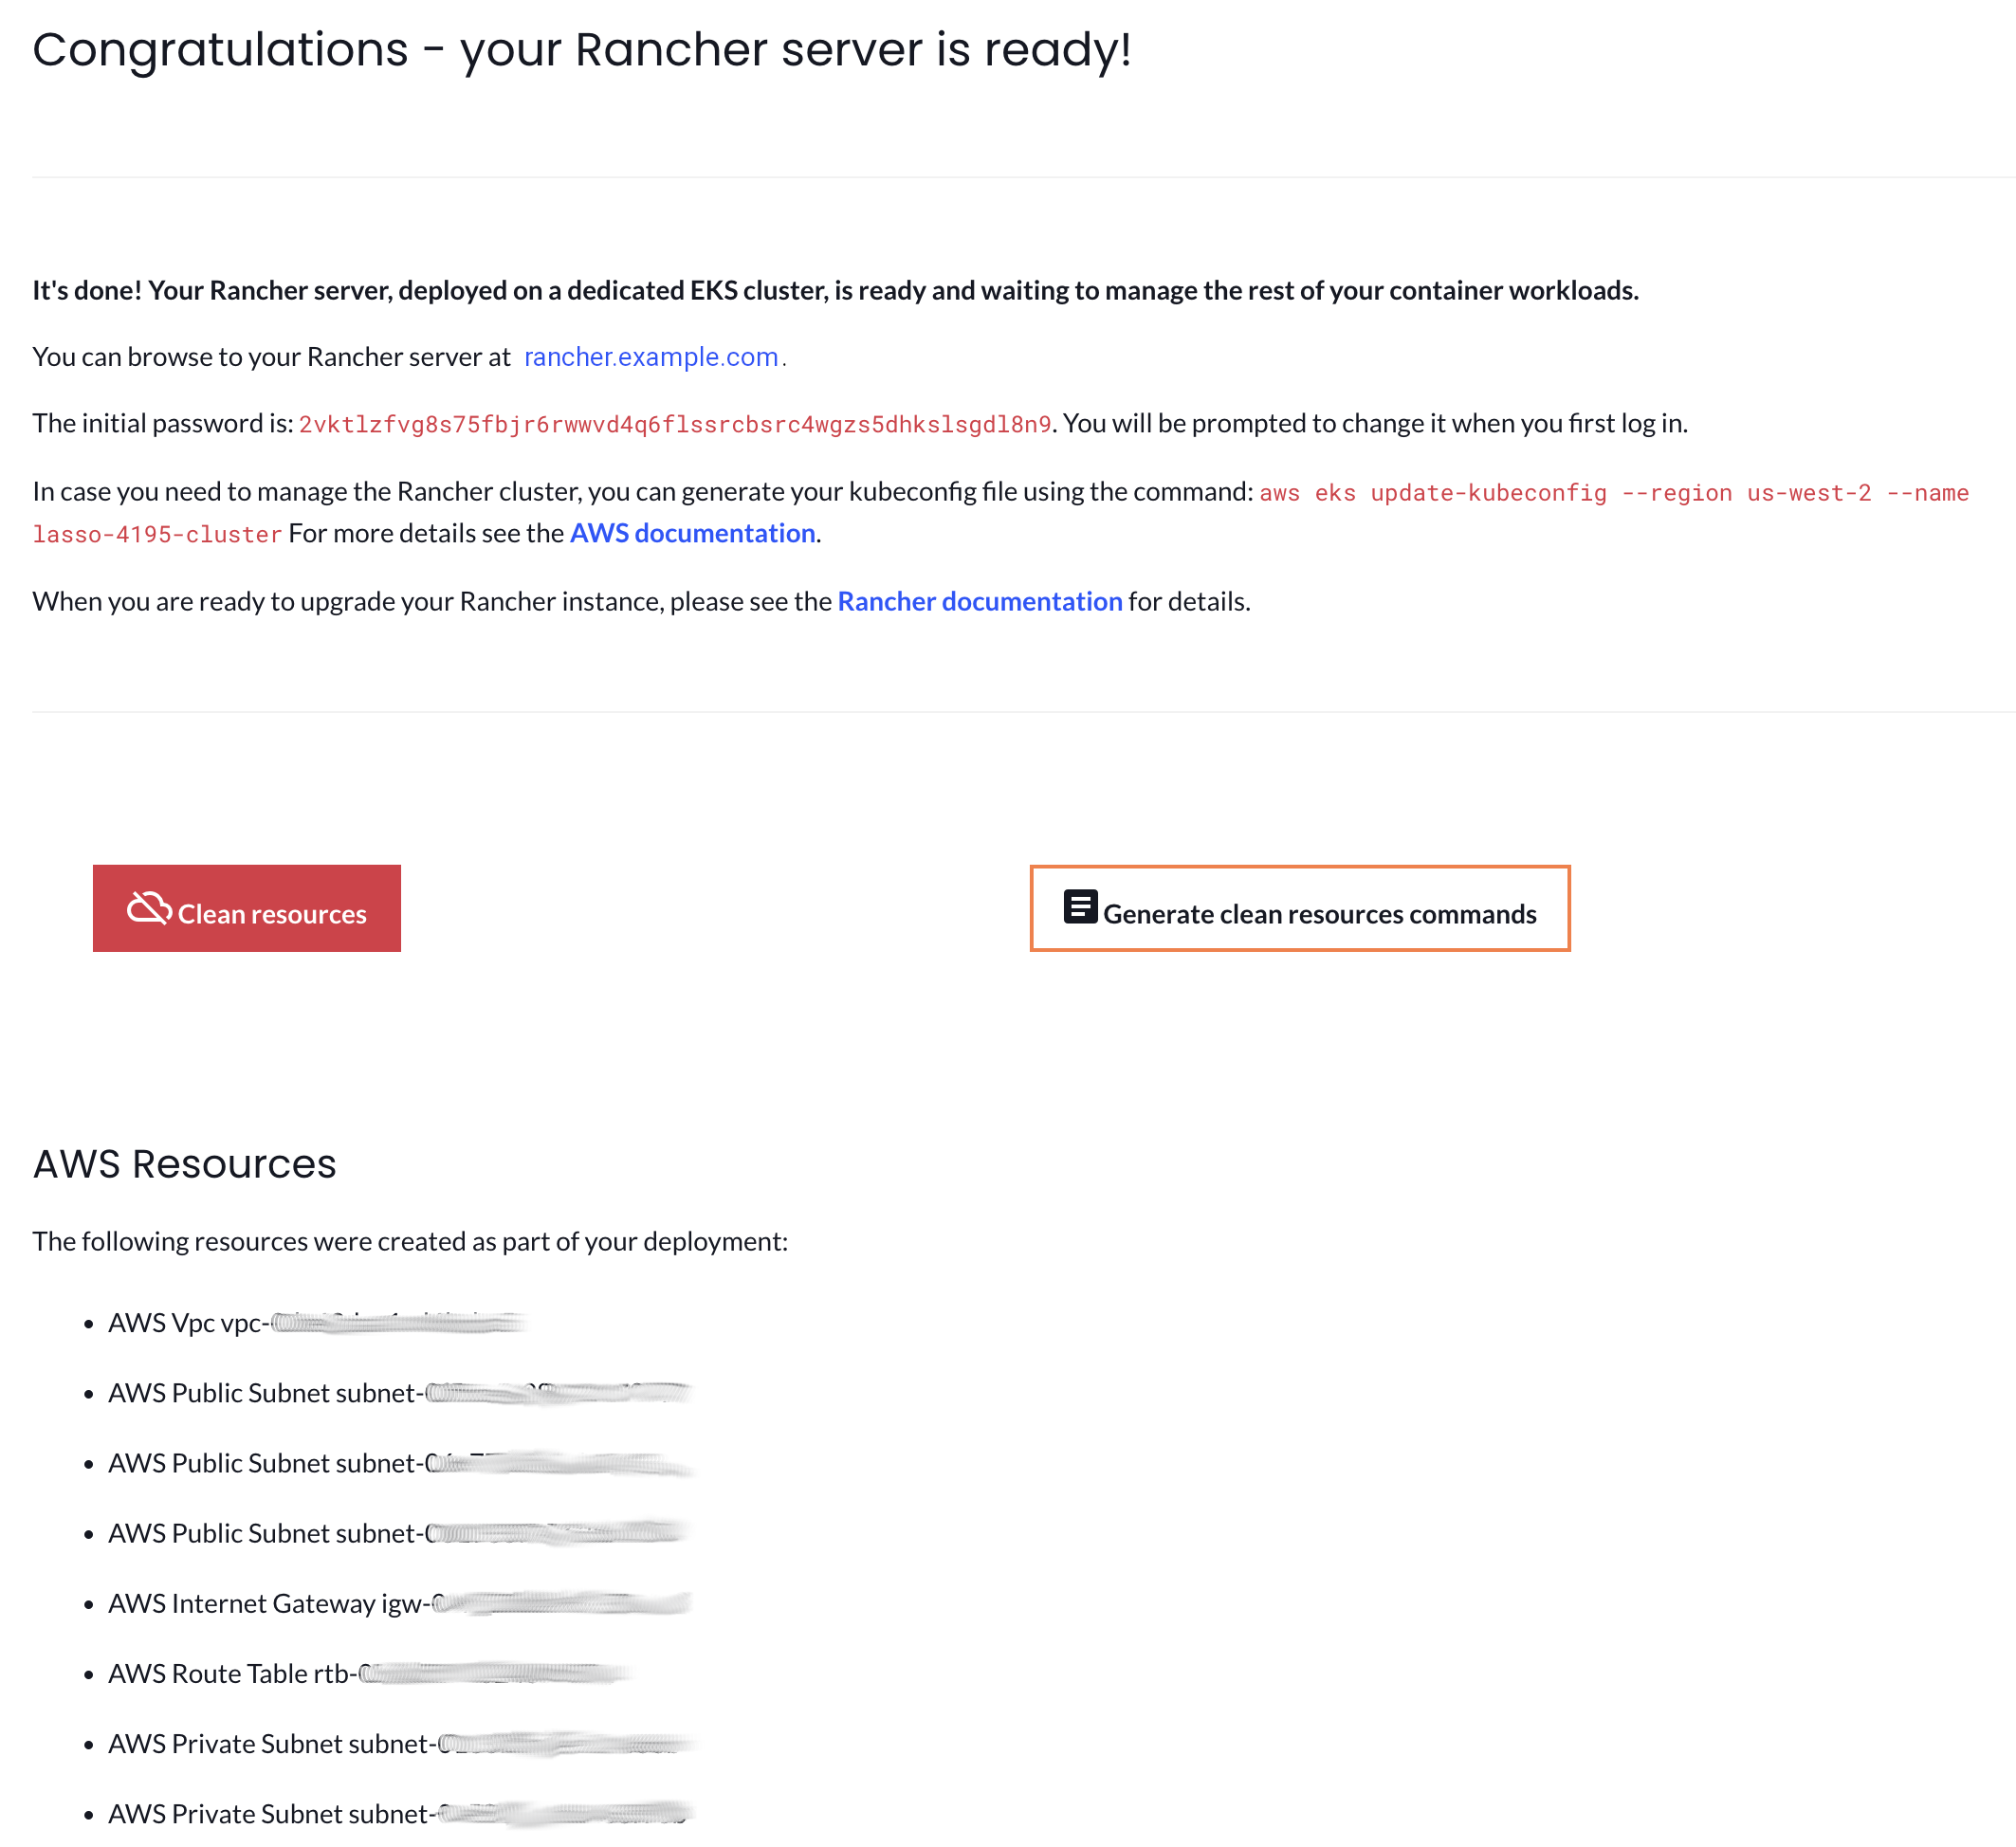 Congratulations - your Rancher server is ready!
It's done! Your Rancher server, deployed on a dedicated EKS cluster, is ready and waiting to manage the rest of your container workloads.
You can browse to your Rancher server at rancher.example.com.
The initial password is: 2vktlzfvg8s75fbjr6rwwvd4q6flssrcbsrc4wgzs5dhkslsgdl8n9. You will be prompted to change it when you first log in.
In case you need to manage the Rancher cluster, you can generate your kubeconfig file using the command: aws eks update-kubeconfig --region us-west-2 --name
lasso-4195-cluster For more details see the AWS documentation.
When you are ready to upgrade your Rancher instance, please see the Rancher documentation for details.
Clean resources
Generate clean resources commands
AWS Resources
The following resources were created as part of your deployment:
AWS Vpc vpc-
AWS Public Subnet subnet-
AWS Public Subnet subnet-
AWS Public Subnet subnet-
AWS Internet Gateway igw-
AWS Route Table rtb-
AWS Private Subnet subnet-
AWS Private Subnet subnet-